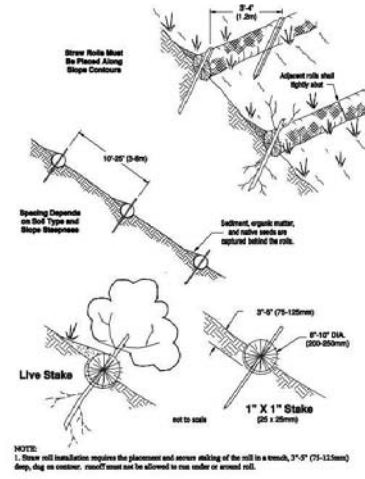 3'-4'
(1.2m)
Straw Rolls Must
Be Placed Along
Slope Contours
Adjacent rolls shall
tightly abut
10'-25' (3-8m)
Spacing Depends
on Soil Type and
Slope Steepness
Sediment, organic matter,
and native seeds are
captured behind the rolls.
3"-5" (75-125mm)
8"-10" DIA.
(200-250mm)
Live Stake
not to scale
1" X 1" Stake
(25 x 25mm)
NOTE:
1. Straw roll installation requires the placement and secure staking of the roll in a trench, 3"-5" (75-125mm)
deep, dug on contour. runoff must not be allowed to run under or around roll.